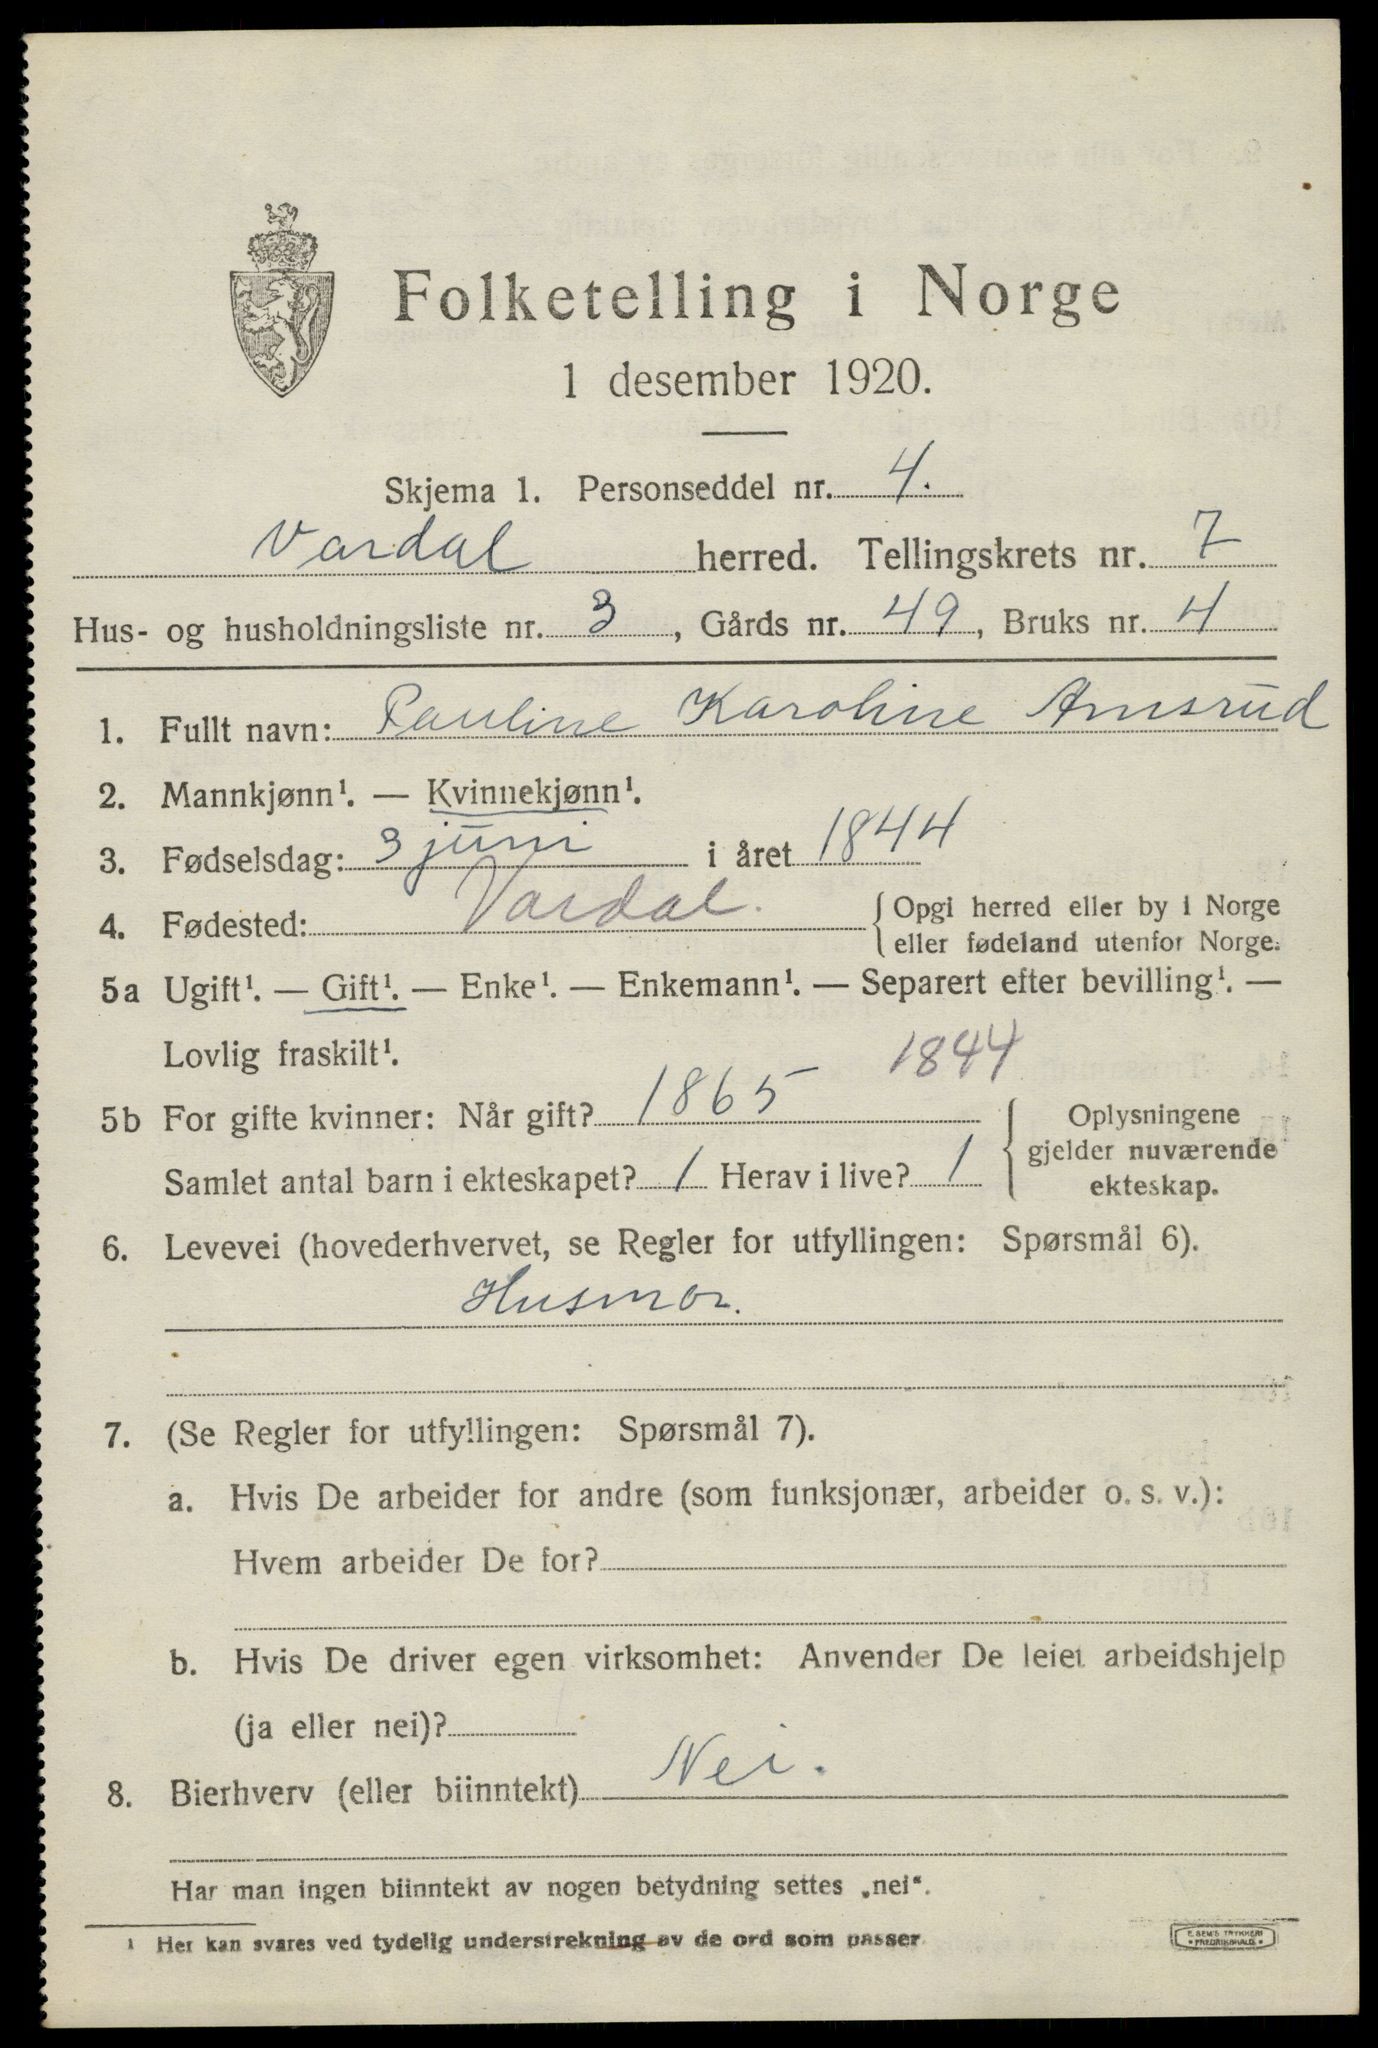 Folketelling i Norge
1 desember 1920.
Skjema 1. Personseddel nr. 4.
Vardal herred. Tellingskrets nr. 7
Hus- og husholdningsliste nr. 3, Gårds nr. 49, Bruks nr. 4
1. Fullt navn: Pauline Karoline Amsrud
2. Mannkjønn¹. — Kvinnekjønn¹.
3. Fødselsdag: 3 juni i året 1844
4. Fødested: Vardal. { Opgi herred eller by i Norge
eller fødeland utenfor Norge.
5a Ugift¹. — Gift¹. — Enke¹. — Enkemann¹. — Separert efter bevilling¹. —
Lovlig fraskilt¹.
1844
5b For gifte kvinner: Når gift? 1865
Samlet antal barn i ekteskapet? 1 Herav i live? 1
Oplysningene
gjelder nuværende
ekteskap.
6. Levevei (hovederhvervet, se Regler for utfyllingen: Spørsmål 6).
Husmor.
7. (Se Regler for utfyllingen: Spørsmål 7).
a. Hvis De arbeider for andre (som funksjonær, arbeider o. s. v.):
Hvem arbeider De for?
b. Hvis De driver egen virksomhet: Anvender De leiet arbeidshjelp
(ja eller nei)?
8. Bierhverv (eller biinntekt) Nei.
Har man ingen biinntekt av nogen betydning settes „nei“.
¹ Her kan svares ved tydelig understrekning av de ord som passer
E. SEM'S TRYKKERI
• FREDRIKSHALD •